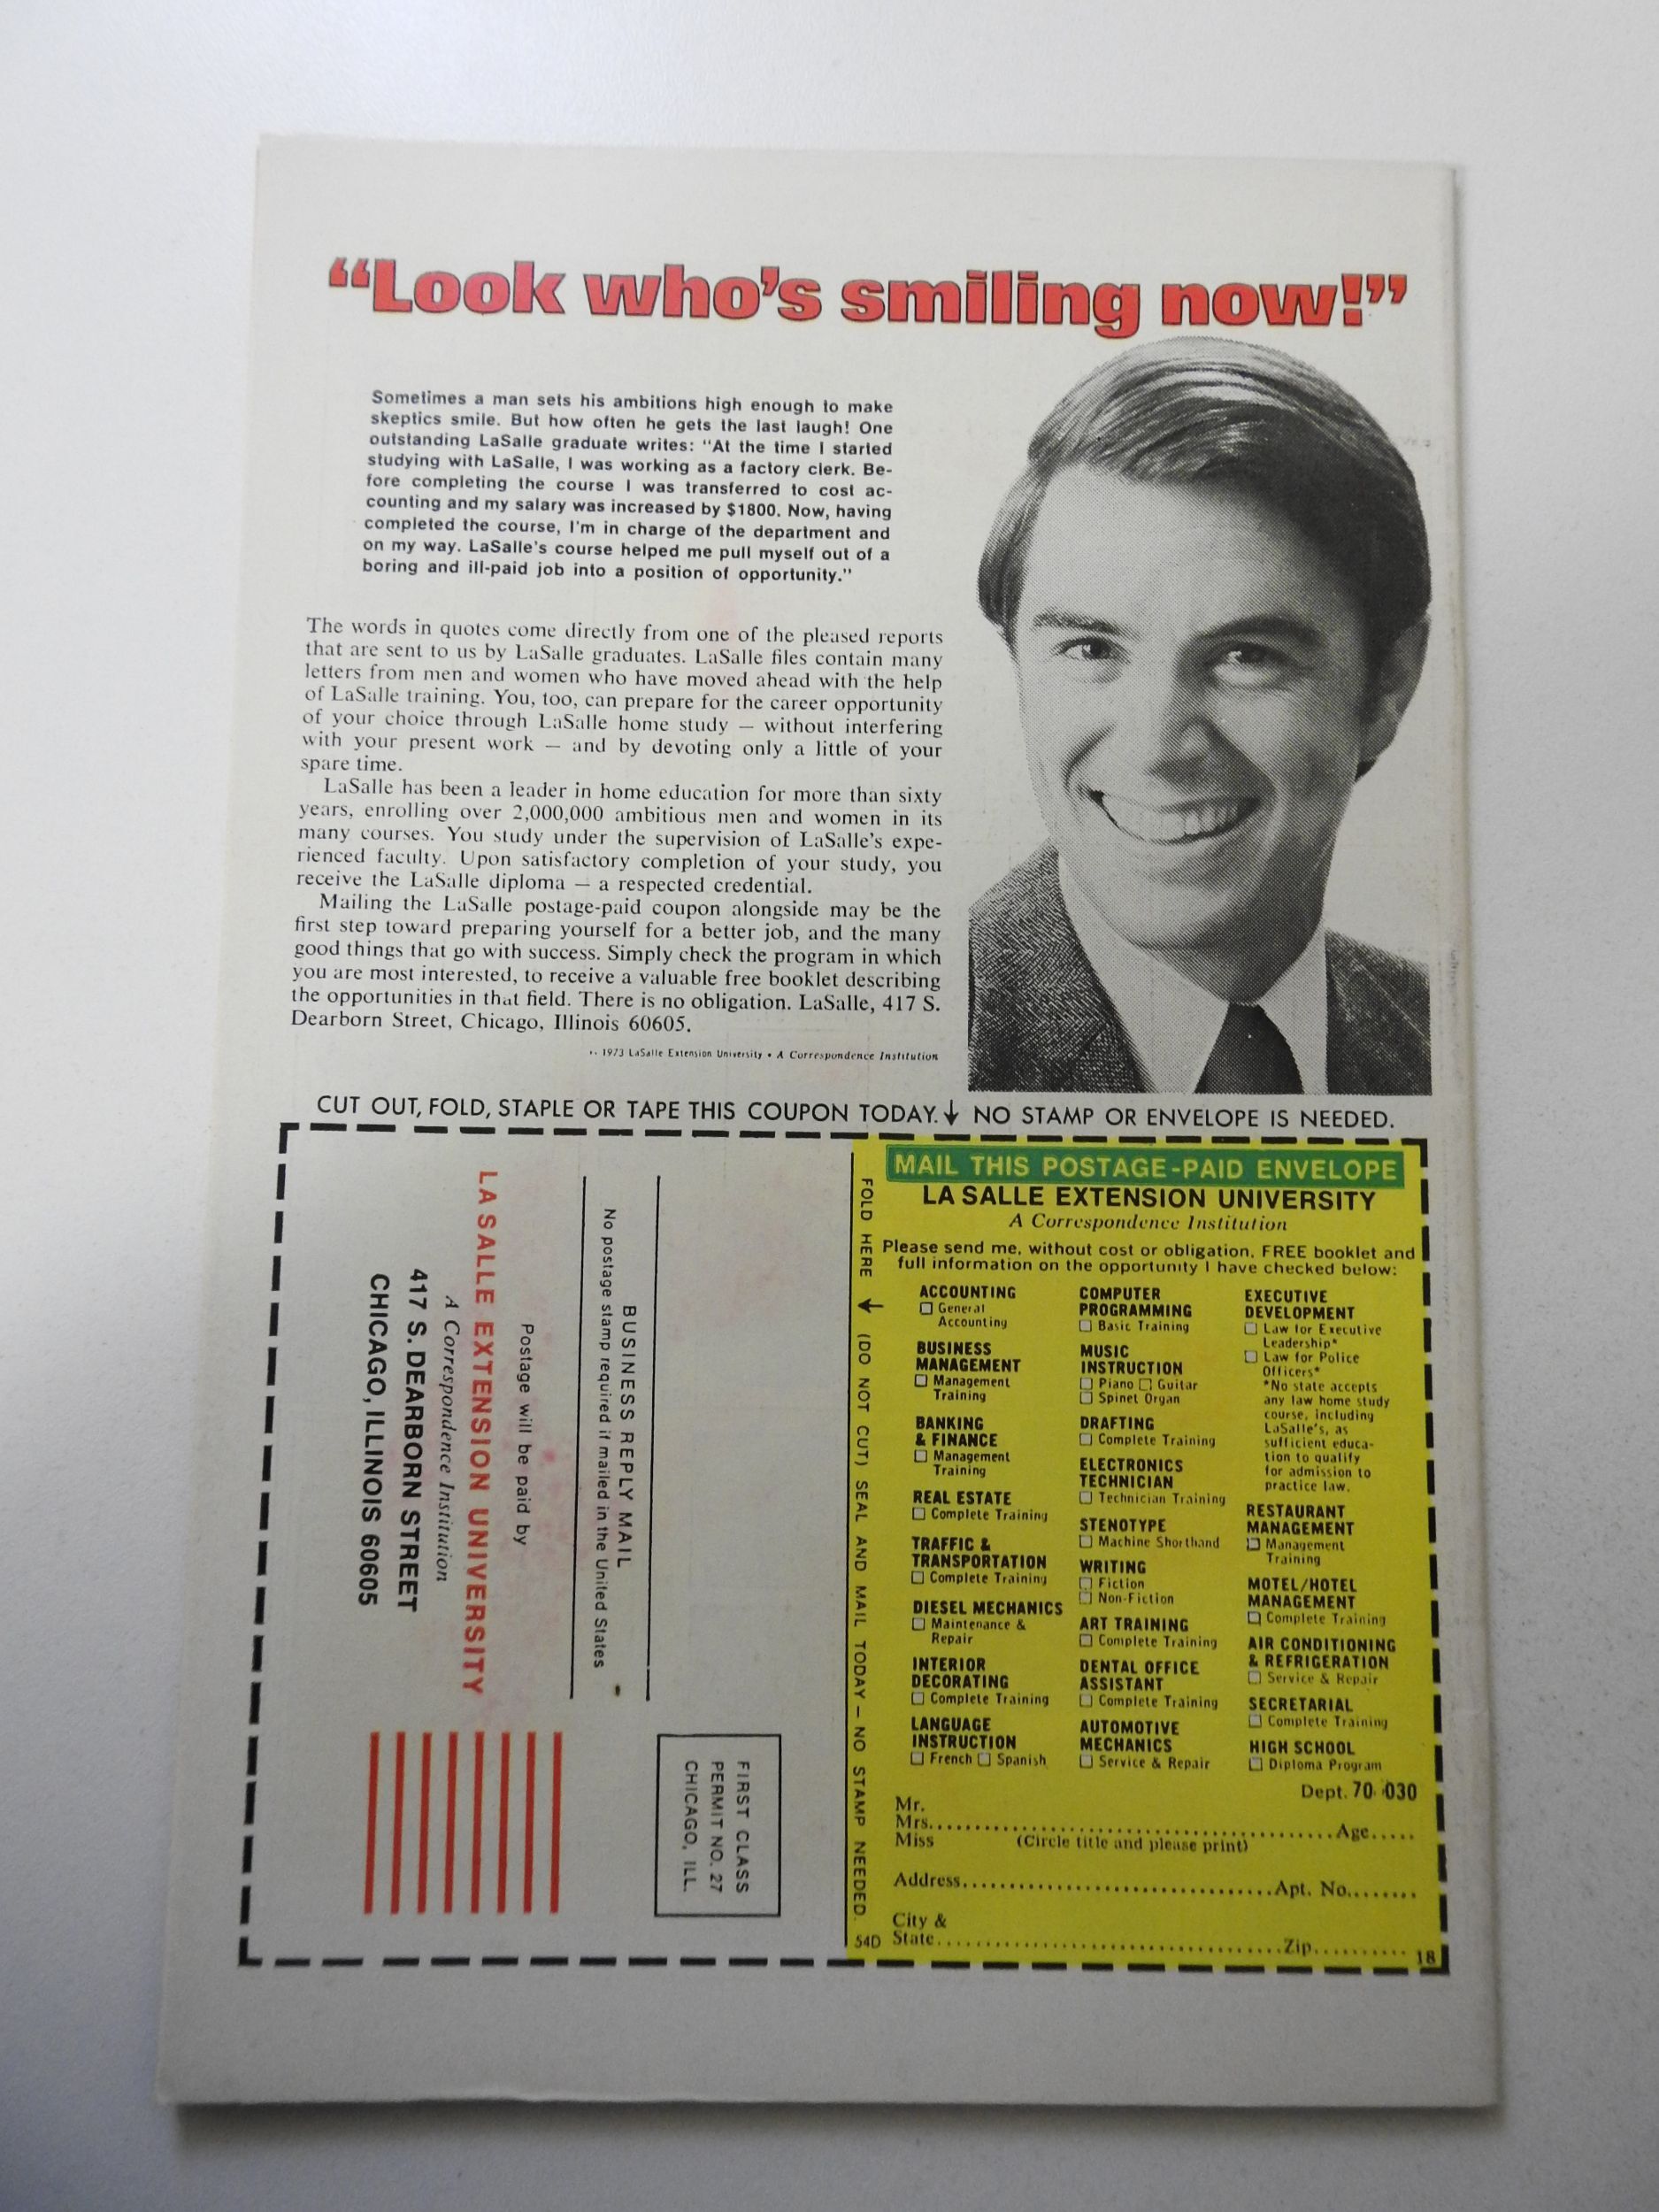 “Look who’s smiling now!”
Sometimes a man sets his ambitions high enough to make
skeptics smile. But how often he gets the last laugh! One
outstanding LaSalle graduate writes: “At the time I started
studying with LaSalle, I was working as a factory clerk. Be-
fore completing the course I was transferred to cost ac-
counting and my salary was increased by $1800. Now, having
completed the course, I’m in charge of the department and
on my way. LaSalle’s course helped me pull myself out of a
boring and ill-paid job into a position of opportunity.”
The words in quotes come directly from one of the pleased reports
that are sent to us by LaSalle graduates. LaSalle files contain many
letters from men and women who have moved ahead with the help
of LaSalle training. You, too, can prepare for the career opportunity
of your choice through LaSalle home study — without interfering
with your present work — and by devoting only a little of your
spare time.
LaSalle has been a leader in home education for more than sixty
years, enrolling over 2,000,000 ambitious men and women in its
many courses. You study under the supervision of LaSalle’s expe-
rienced faculty. Upon satisfactory completion of your study, you
receive the LaSalle diploma — a respected credential.
Mailing the LaSalle postage-paid coupon alongside may be the
first step toward preparing yourself for a better job, and the many
good things that go with success. Simply check the program in which
you are most interested, to receive a valuable free booklet describing
the opportunities in that field. There is no obligation. LaSalle, 417 S.
Dearborn Street, Chicago, Illinois 60605.
1973 LaSalle Extension University • A Correspondence Institution
CUT OUT, FOLD, STAPLE OR TAPE THIS COUPON TODAY. ↓ NO STAMP OR ENVELOPE IS NEEDED.
FIRST CLASS
PERMIT NO. 27
CHICAGO, ILL.
BUSINESS REPLY MAIL
No postage stamp required if mailed in the United States
Postage will be paid by
LA SALLE EXTENSION UNIVERSITY
A Correspondence Institution
417 S. DEARBORN STREET
CHICAGO, ILLINOIS 60605
FOLD HERE (DO NOT CUT) SEAL AND MAIL TODAY — NO STAMP NEEDED.
54D
MAIL THIS POSTAGE-PAID ENVELOPE
LA SALLE EXTENSION UNIVERSITY
A Correspondence Institution
Please send me, without cost or obligation, FREE booklet and
full information on the opportunity I have checked below:
ACCOUNTING
☐ General
Accounting
BUSINESS
MANAGEMENT
☐ Management
Training
BANKING
& FINANCE
☐ Management
Training
REAL ESTATE
☐ Complete Training
TRAFFIC &
TRANSPORTATION
☐ Complete Training
DIESEL MECHANICS
☐ Maintenance &
Repair
INTERIOR
DECORATING
☐ Complete Training
LANGUAGE
INSTRUCTION
☐ French ☐ Spanish
COMPUTER
PROGRAMMING
☐ Basic Training
MUSIC
INSTRUCTION
☐ Piano ☐ Guitar
☐ Spinet Organ
DRAFTING
☐ Complete Training
ELECTRONICS
TECHNICIAN
☐ Technician Training
STENOTYPE
☐ Machine Shorthand
WRITING
☐ Fiction
☐ Non-Fiction
ART TRAINING
☐ Complete Training
DENTAL OFFICE
ASSISTANT
☐ Complete Training
AUTOMOTIVE
MECHANICS
☐ Service & Repair
EXECUTIVE
DEVELOPMENT
☐ Law for Executive
Leadership*
☐ Law for Police
Officers*
*No state accepts
any law home study
course, including
LaSalle’s, as
sufficient educa-
tion to qualify
for admission to
practice law.
RESTAURANT
MANAGEMENT
☐ Management
Training
MOTEL/HOTEL
MANAGEMENT
☐ Complete Training
AIR CONDITIONING
& REFRIGERATION
☐ Service & Repair
SECRETARIAL
☐ Complete Training
HIGH SCHOOL
☐ Diploma Program
Dept. 70-030
Mr.
Mrs. Age
Miss (Circle title and please print)
Address Apt. No.
City &
State Zip
18